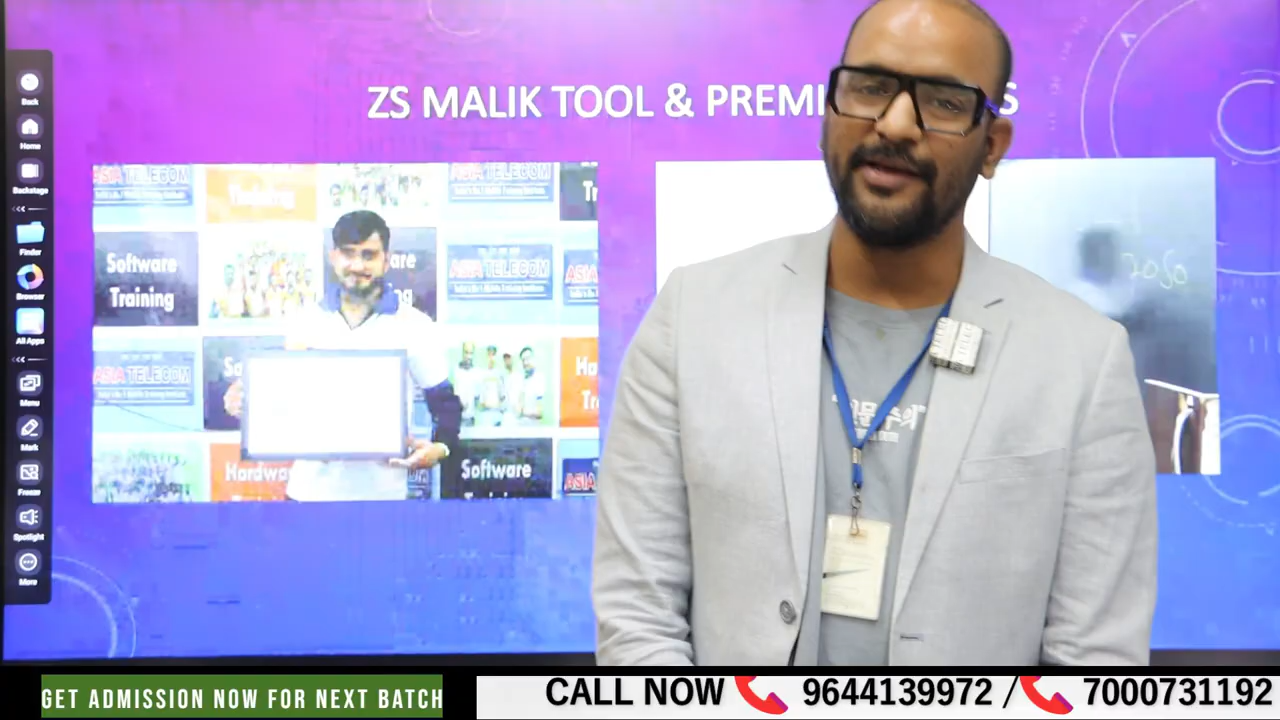 ZS MALIK TOOL & PREMI S
Back
Home
Backstage
Finder
Browser
All Apps
Menu
Mark
Freeze
Spotlight
More
ASIA TELECOM
Training
ASIA TELECOM
Software
Training
ASIA TELECOM
ASIA TELECOM
Software
GET ADMISSION NOW FOR NEXT BATCH
CALL NOW 9644139972 / 7000731192